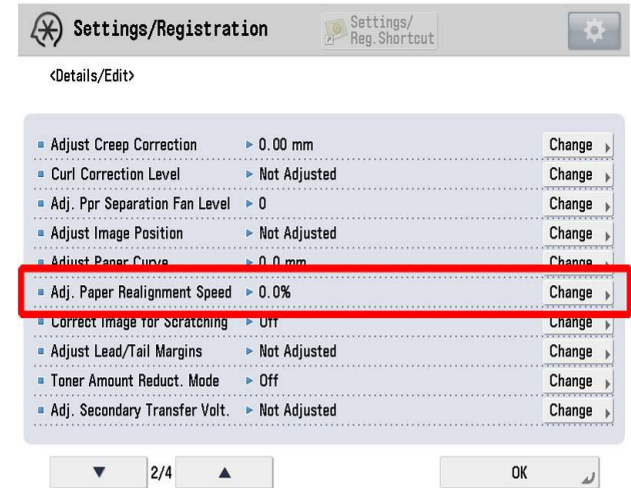 Settings/Registration
Settings/
Reg.Shortcut
<Details/Edit>
Adjust Creep Correction 0.00 mm Change
Curl Correction Level Not Adjusted Change
Adj. Ppr Separation Fan Level 0 Change
Adjust Image Position Not Adjusted Change
Adjust Paper Curve 0.0 mm Change
Adj. Paper Realignment Speed 0.0% Change
Correct Image for Scratching Off Change
Adjust Lead/Tail Margins Not Adjusted Change
Toner Amount Reduct. Mode Off Change
Adj. Secondary Transfer Volt. Not Adjusted Change
2/4 OK